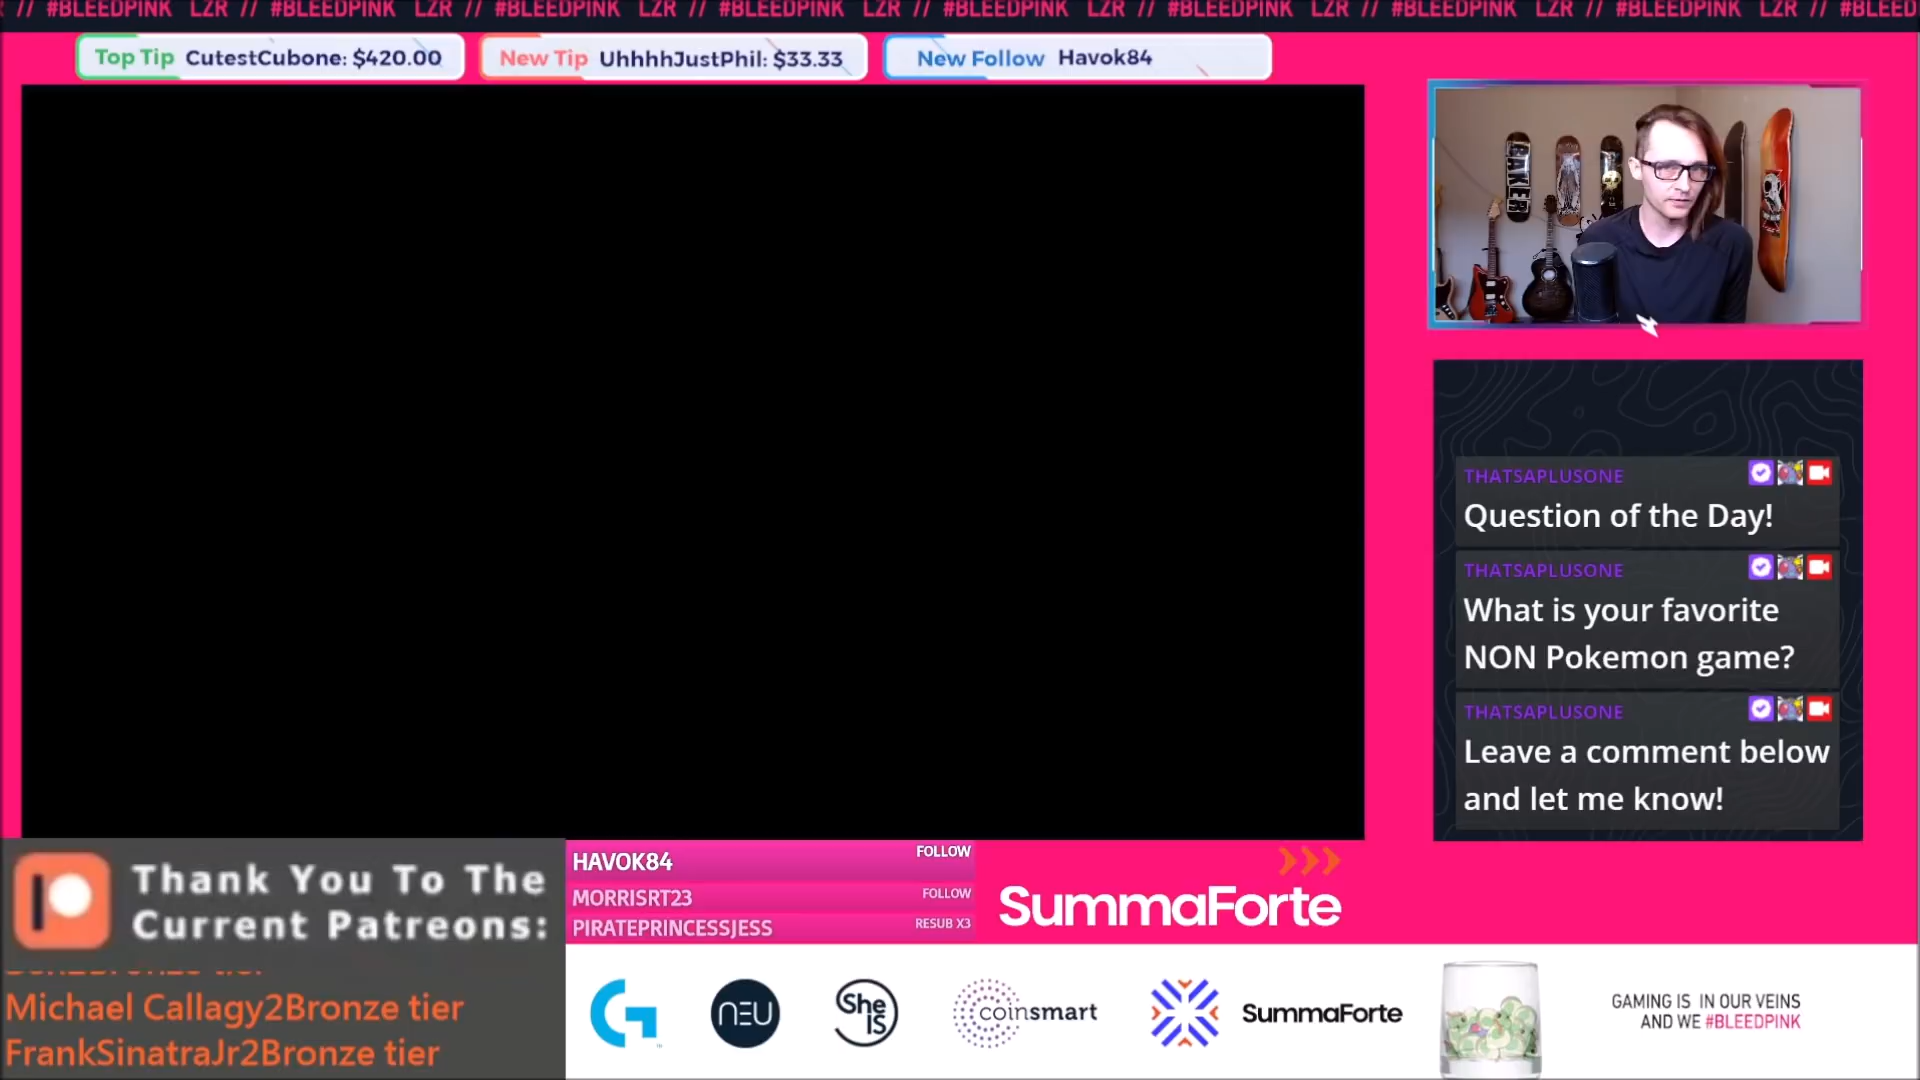 // #BLEEDPINK LZR // #BLEEDPINK LZR // #BLEEDPINK LZR // #BLEEDPINK LZR // #BLEEDPINK LZR // #BLEEDPINK LZR // #BLEEDPINK LZR // #BLEEDPINK LZR // #BLEED
Top Tip CutestCubone: $420.00
New Tip UhhhhJustPhil: $33.33
New Follow Havok84
BAKER
THATSAPLUSONE
Question of the Day!
THATSAPLUSONE
What is your favorite
NON Pokemon game?
THATSAPLUSONE
Leave a comment below
and let me know!
Thank You To The
Current Patreons:
Michael Callagy2Bronze tier
FrankSinatraJr2Bronze tier
HAVOK84 FOLLOW
MORRISRT23 FOLLOW
PIRATEPRINCESSJESS RESUB X3
SummaForte
G
NEU
She
IS
coinsmart
SummaForte
GAMING IS IN OUR VEINS
AND WE #BLEEDPINK